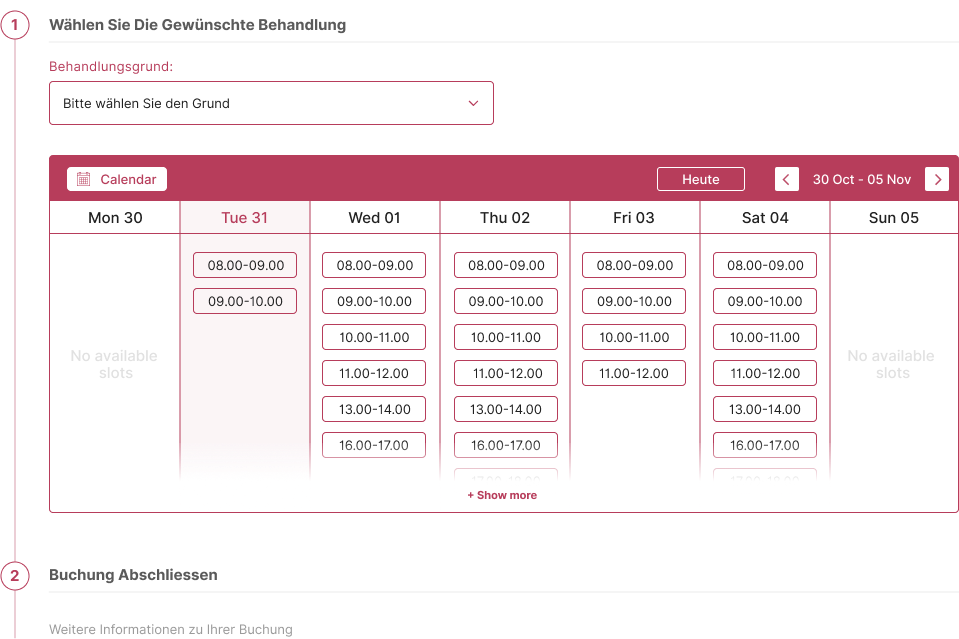 1 Wählen Sie Die Gewünschte Behandlung
Behandlungsgrund:
Bitte wählen Sie den Grund
Calendar Heute 30 Oct - 05 Nov
Mon 30 Tue 31 Wed 01 Thu 02 Fri 03 Sat 04 Sun 05
08.00-09.00 08.00-09.00 08.00-09.00 08.00-09.00 08.00-09.00
09.00-10.00 09.00-10.00 09.00-10.00 09.00-10.00 09.00-10.00
10.00-11.00 10.00-11.00 10.00-11.00 10.00-11.00
No available No available
slots slots
11.00-12.00 11.00-12.00 11.00-12.00 11.00-12.00
13.00-14.00 13.00-14.00 13.00-14.00
16.00-17.00 16.00-17.00 16.00-17.00
+ Show more
2 Buchung Abschliessen
Weitere Informationen zu Ihrer Buchung